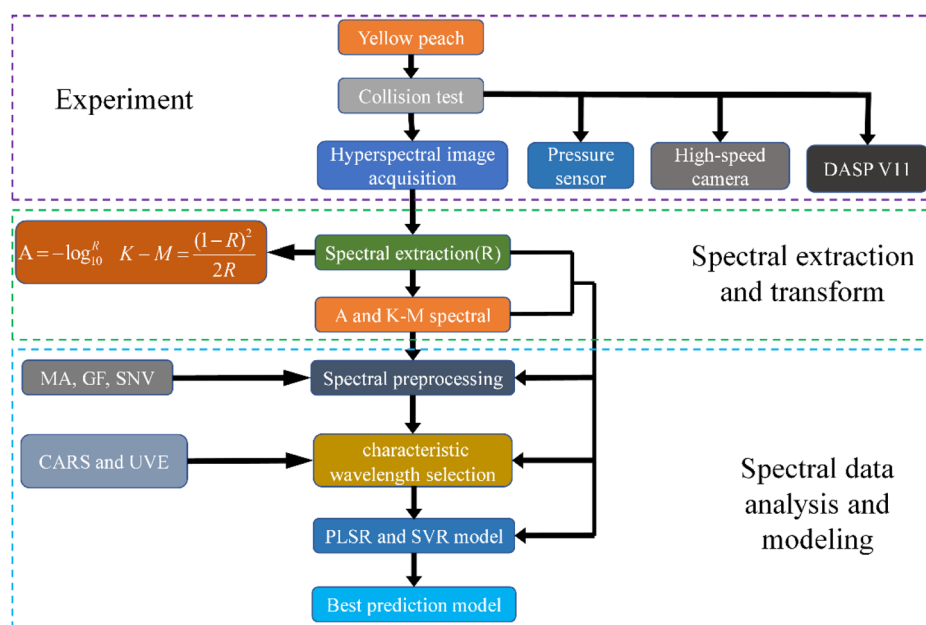 Yellow peach
Experiment
Collision test
Hyperspectral image
acquisition
Pressure
sensor
High-speed
camera
DASP V11
A = −log₁₀ᴿ K − M = (1−R)² / 2R
Spectral extraction(R)
Spectral extraction
and transform
A and K-M spectral
MA, GF, SNV
Spectral preprocessing
CARS and UVE
characteristic
wavelength selection
Spectral data
analysis and
modeling
PLSR and SVR model
Best prediction model